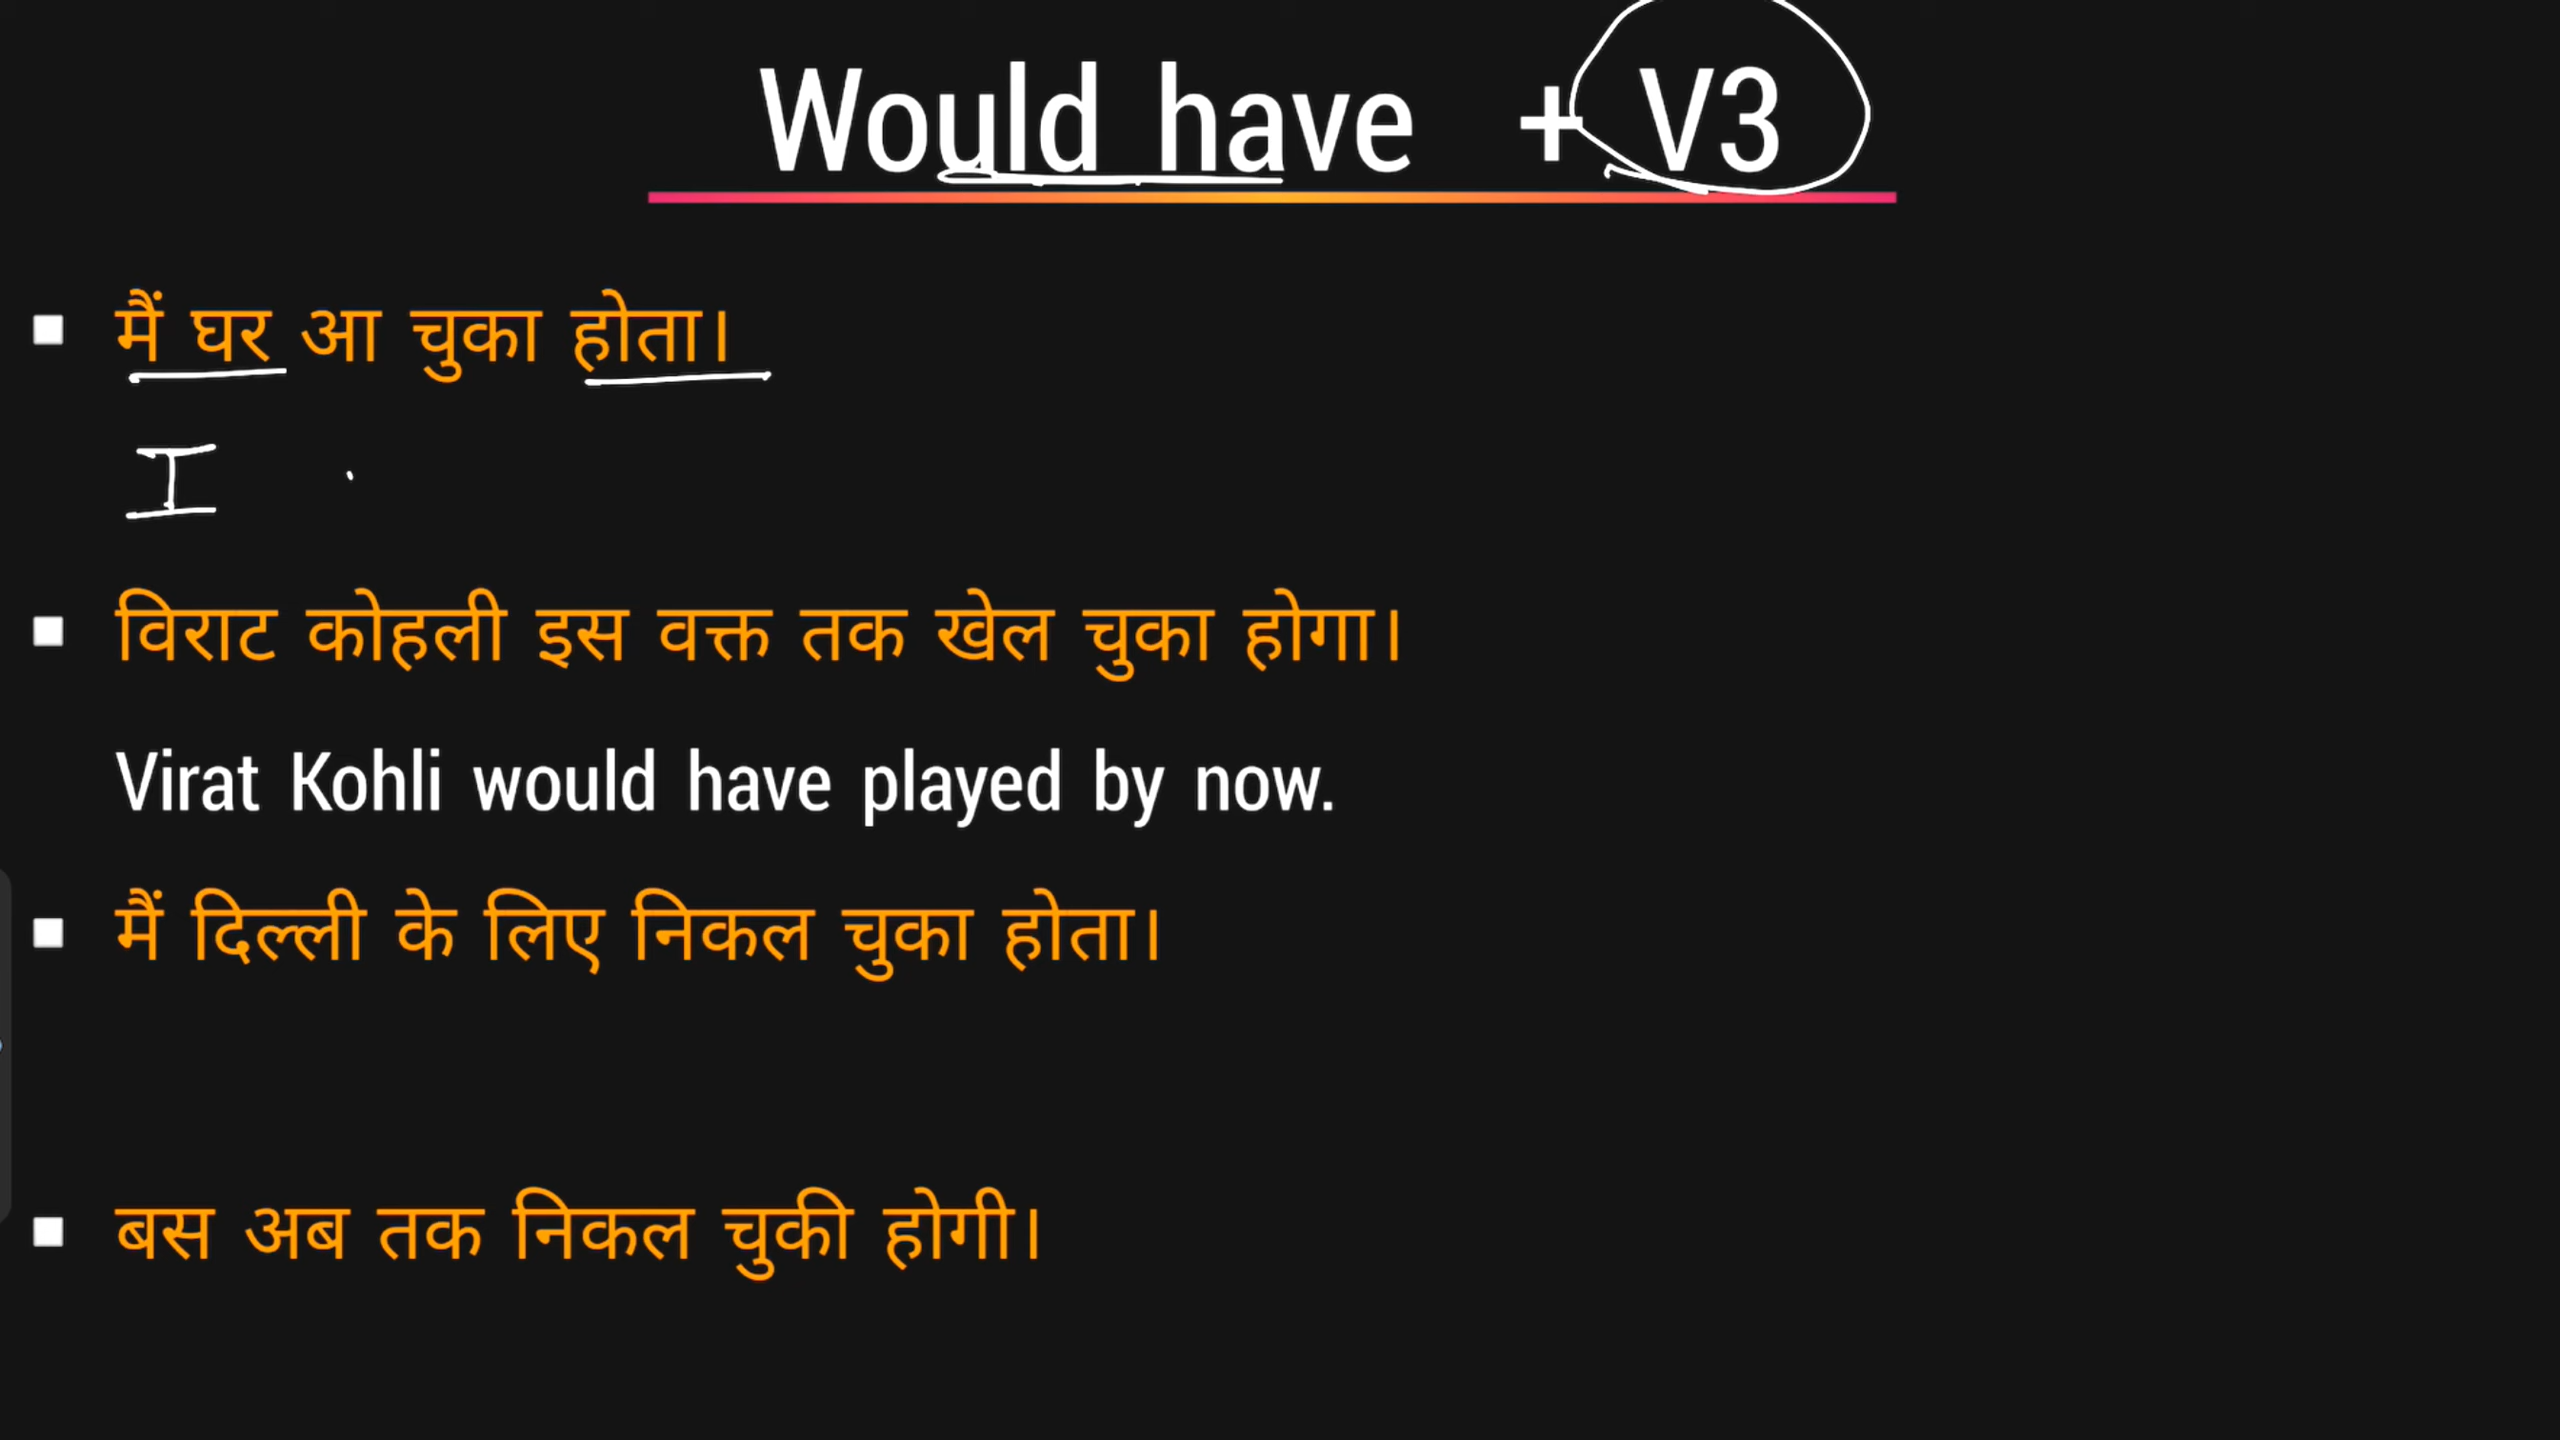 Would have + V3
मैं घर आ चुका होता।
I
विराट कोहली इस वक्त तक खेल चुका होगा।
Virat Kohli would have played by now.
मैं दिल्ली के लिए निकल चुका होता।
बस अब तक निकल चुकी होगी।